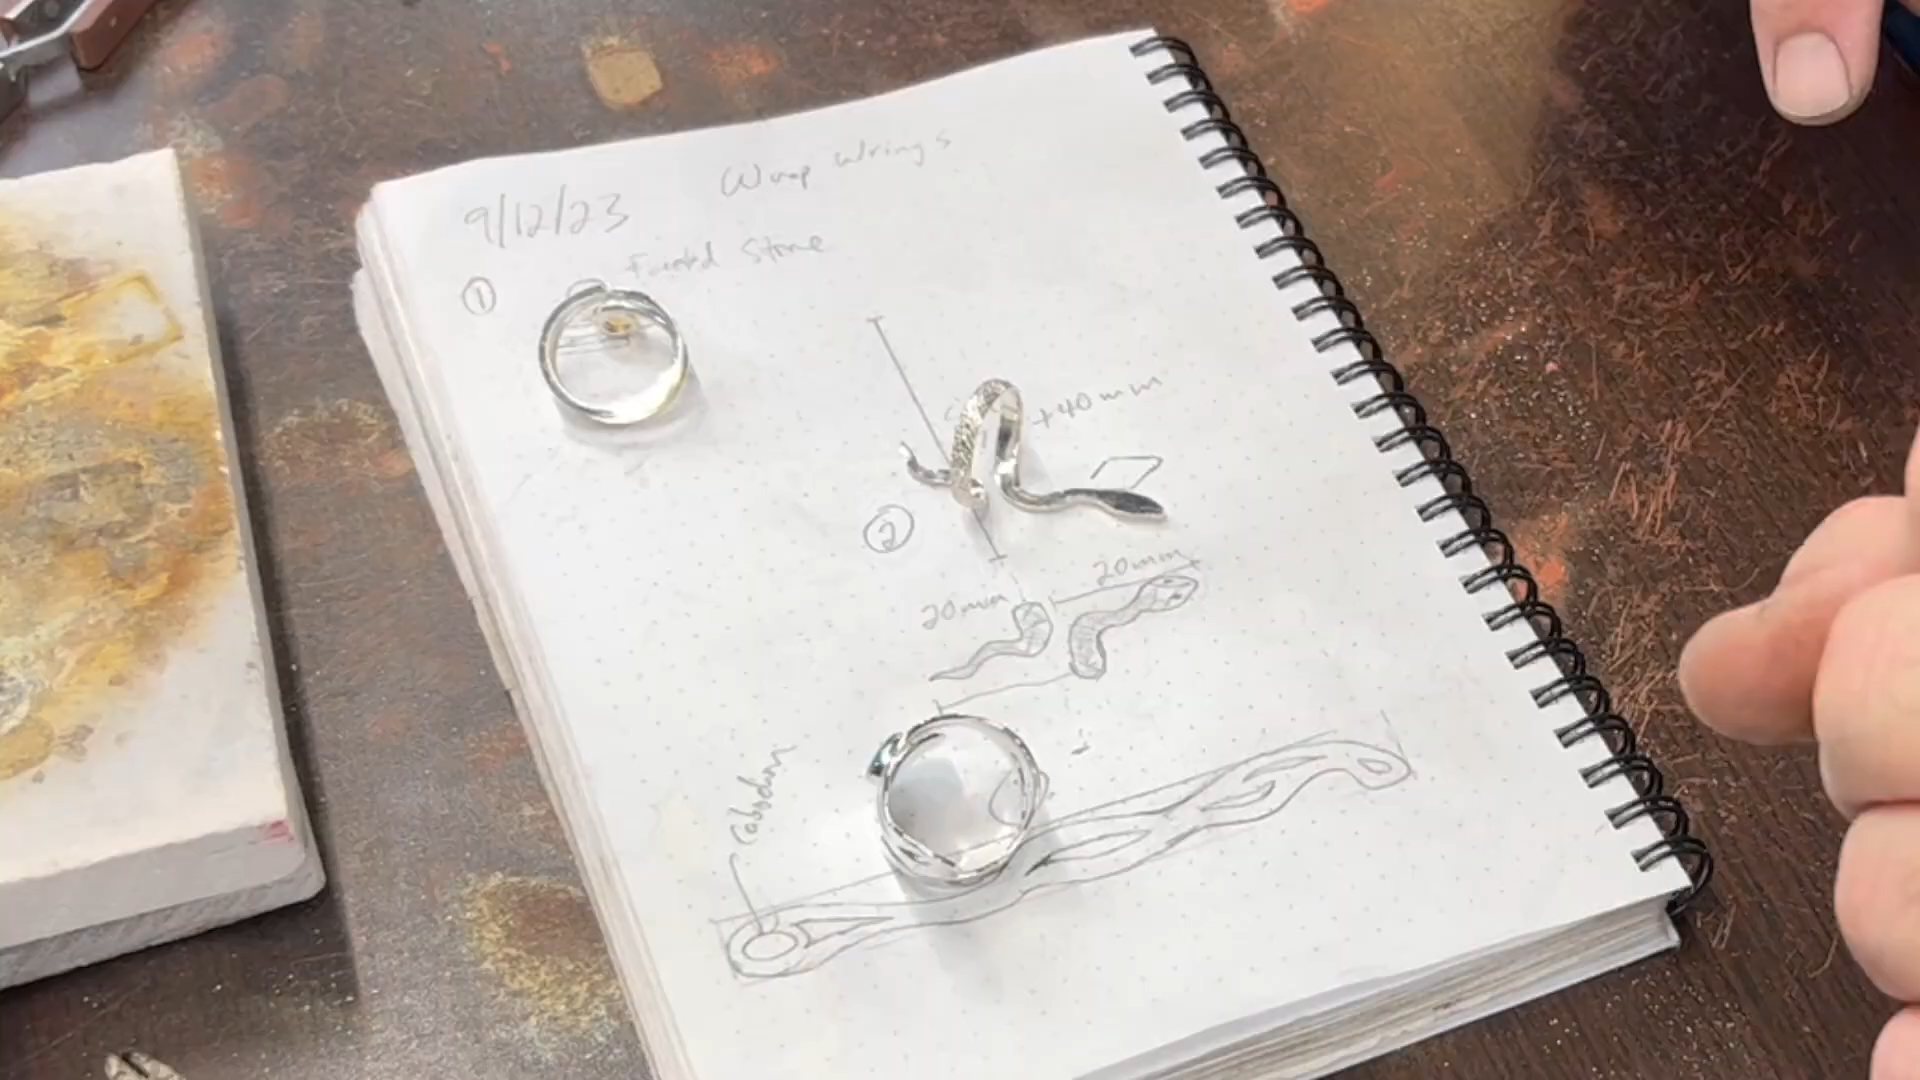 9/12/23
Wrap wrings
① Faceted Stone
+40mm
②
20mm
20mm
cabochon